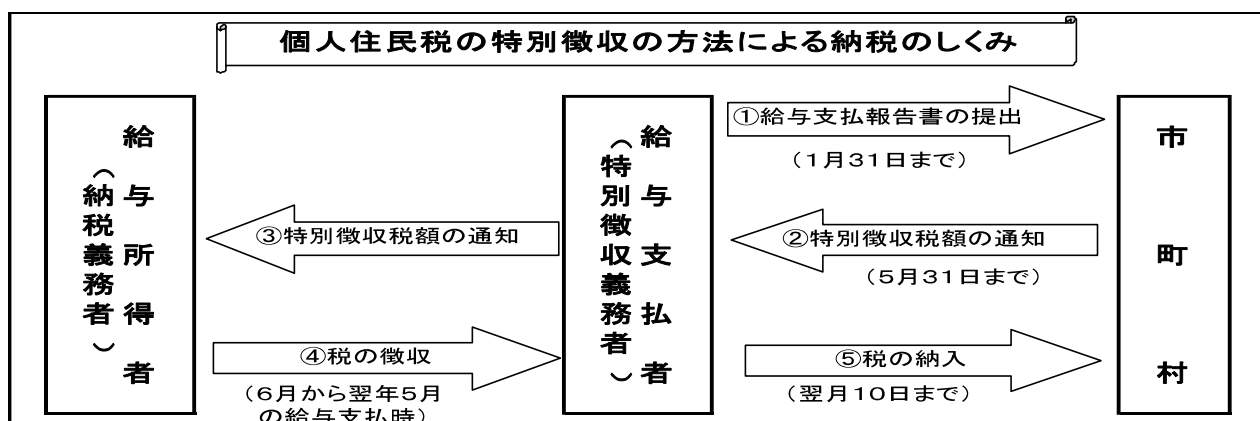 個人住民税の特別徴収の方法による納税のしくみ
給与所得者
（納税義務者）
給与支払者
（特別徴収義務者）
市町村
①給与支払報告書の提出
（1月31日まで）
②特別徴収税額の通知
（5月31日まで）
③特別徴収税額の通知
④税の徴収
（6月から翌年5月
の給与支払時）
⑤税の納入
（翌月10日まで）